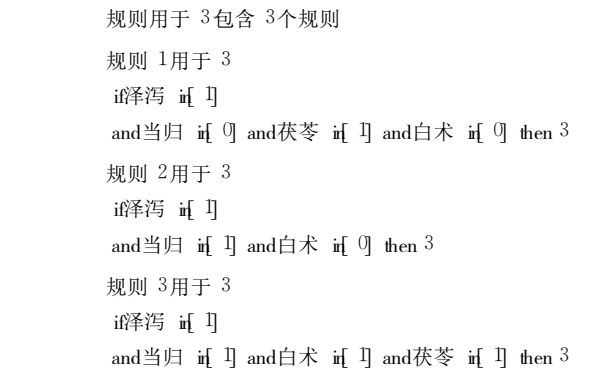 规则用于 3包含 3个规则
规则 1用于 3
if泽泻 in[ 1]
and当归 in[ 0] and茯苓 in[ 1] and白术 in[ 0] then 3
规则 2用于 3
if泽泻 in[ 1]
and当归 in[ 1] and白术 in[ 0] then 3
规则 3用于 3
if泽泻 in[ 1]
and当归 in[ 1] and白术 in[ 1] and茯苓 in[ 1] then 3